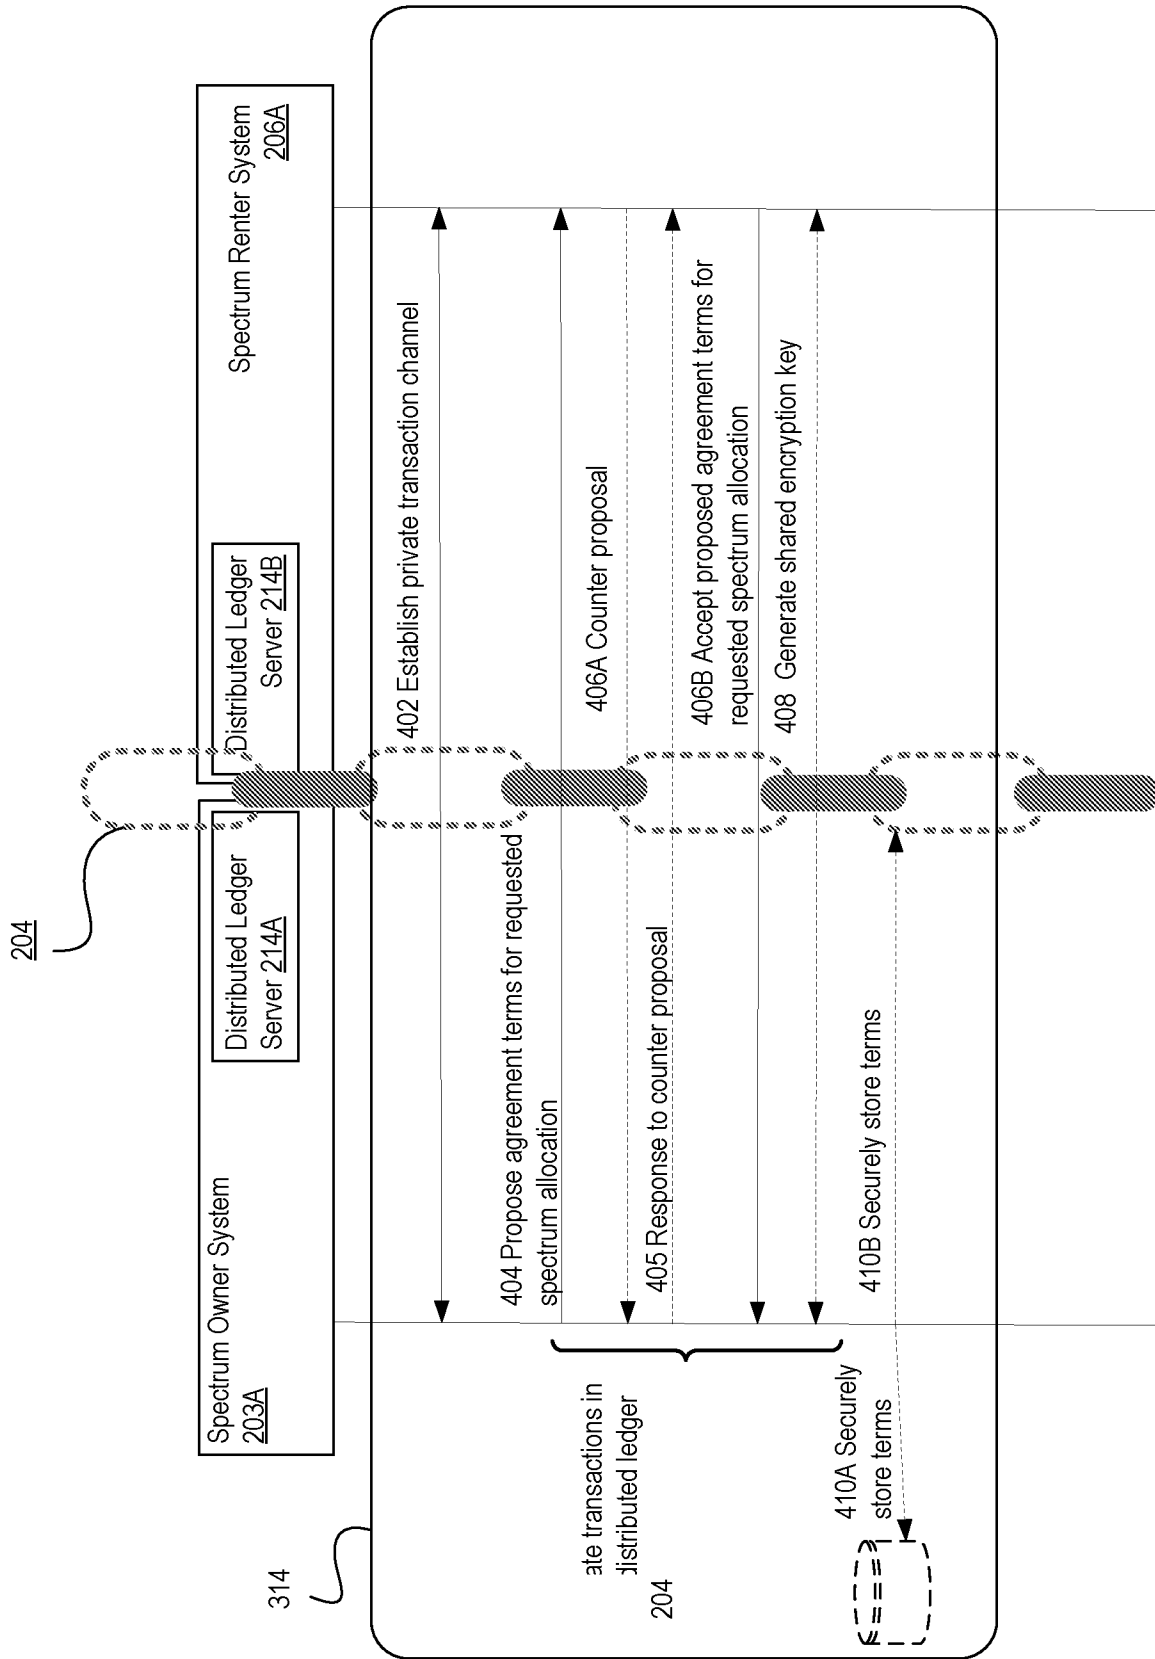 204
Spectrum Owner System
203A
Distributed Ledger
Server 214A
Distributed Ledger
Server 214B
Spectrum Renter System
206A
314
402 Establish private transaction channel
404 Propose agreement terms for requested
spectrum allocation
406A Counter proposal
405 Response to counter proposal
406B Accept proposed agreement terms for
requested spectrum allocation
408 Generate shared encryption key
ate transactions in
distributed ledger
204
410A Securely
store terms
410B Securely store terms